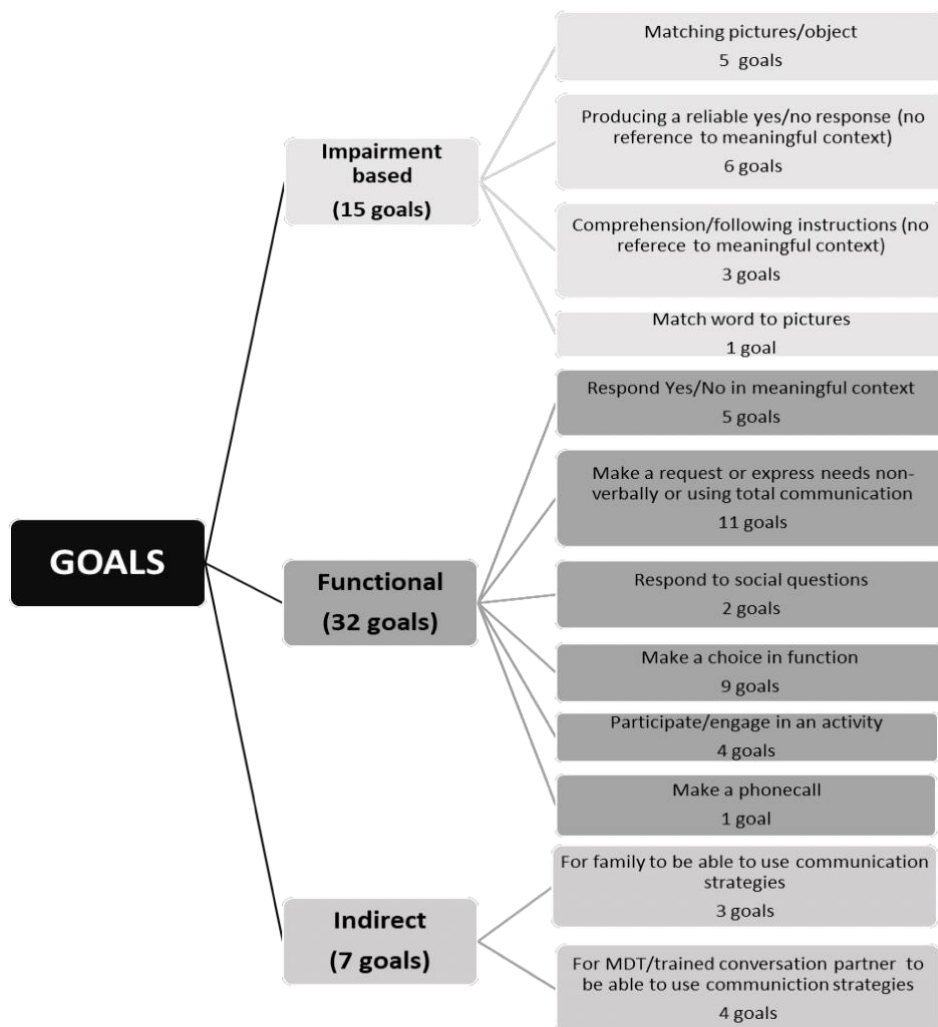 GOALS
Impairment
based
(15 goals)
Matching pictures/object
5 goals
Producing a reliable yes/no response (no
reference to meaningful context)
6 goals
Comprehension/following instructions (no
referece to meaningful context)
3 goals
Match word to pictures
1 goal
Functional
(32 goals)
Respond Yes/No in meaningful context
5 goals
Make a request or express needs non-
verbally or using total communication
11 goals
Respond to social questions
2 goals
Make a choice in function
9 goals
Participate/engage in an activity
4 goals
Make a phonecall
1 goal
Indirect
(7 goals)
For family to be able to use communication
strategies
3 goals
For MDT/trained conversation partner to
be able to use communiction strategies
4 goals